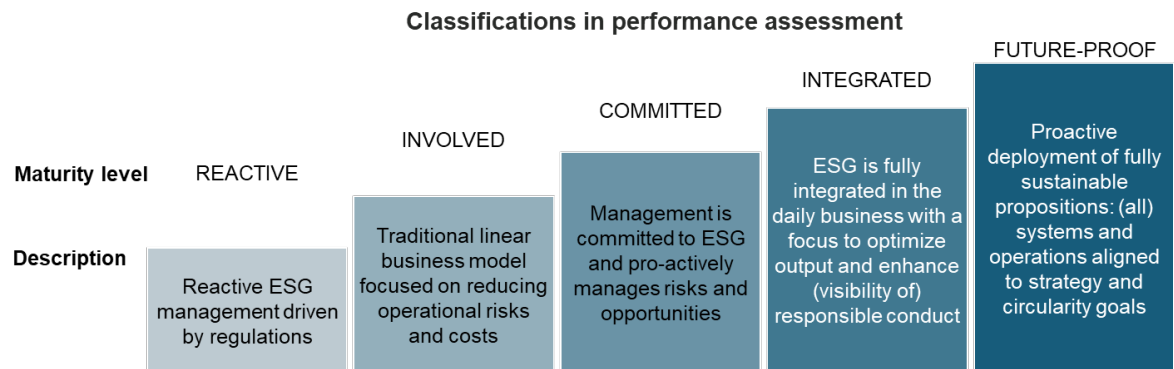 Classifications in performance assessment
FUTURE-PROOF
INTEGRATED
COMMITTED
INVOLVED
Maturity level
REACTIVE
Description
Reactive ESG
management driven
by regulations
Traditional linear
business model
focused on reducing
operational risks
and costs
Management is
committed to ESG
and pro-actively
manages risks and
opportunities
ESG is fully
integrated in the
daily business with a
focus to optimize
output and enhance
(visibility of)
responsible conduct
Proactive
deployment of fully
sustainable
propositions: (all)
systems and
operations aligned
to strategy and
circularity goals